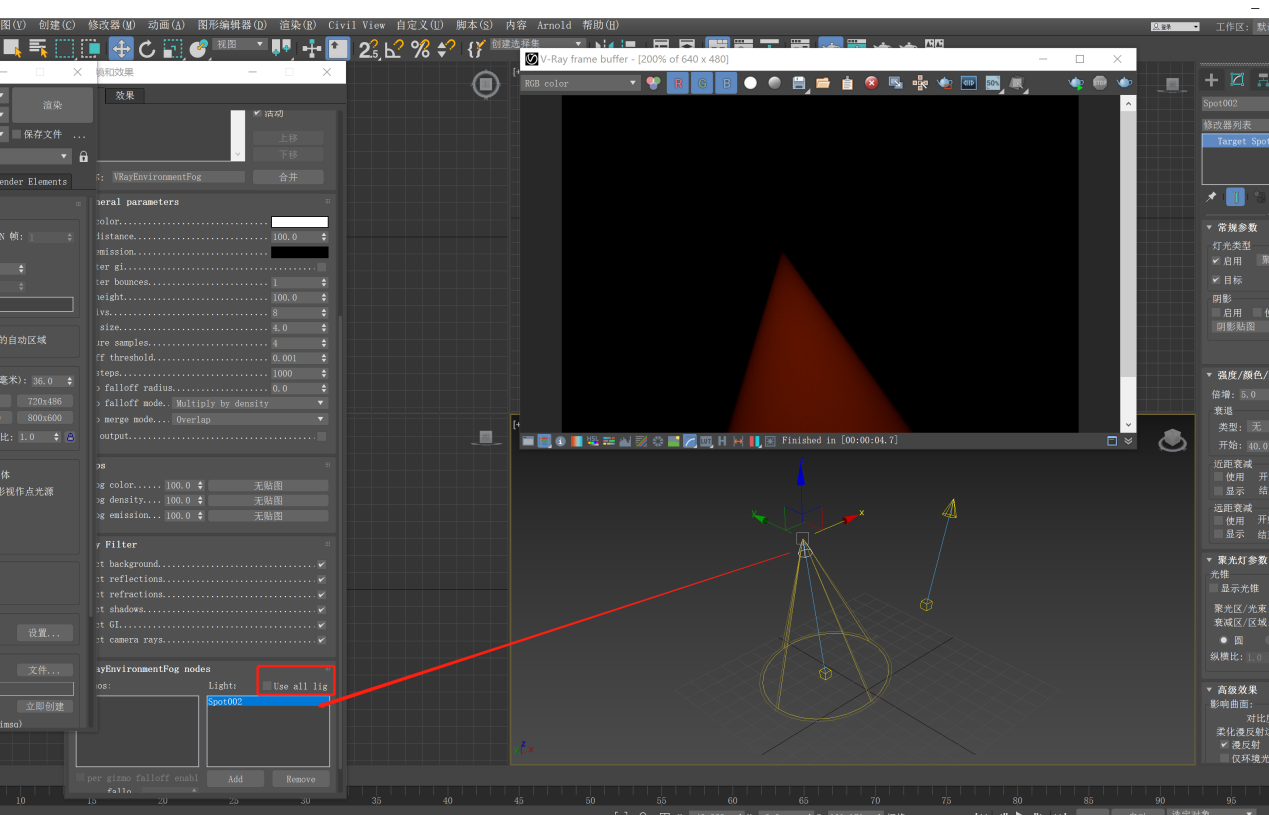 图(V) 创建(C) 修改器(M) 动画(A) 图形编辑器(D) 渲染(R) Civil View 自定义(U) 脚本(S) 内容 Arnold 帮助(H)
登录
工作区:
视图
创建选择集
和效果
V-Ray frame buffer - [200% of 640 x 480]
RGB color
R G B
50%
效果
渲染
保存文件 ...
活动
上移
下移
VRayEnvironmentFog
合并
ender Elements
neral parameters
color
distance 100.0
emission
ter gi
ter bounces 1
height 100.0
ivs 8
size 4.0
ure samples 4
ff threshold 0.001
steps 1000
falloff radius 0.0
falloff mode.. Multiply by density
merge mode.... Overlap
output
N 帧: 1
的自动区域
毫米): 36.0
720x486
800x600
比: 1.0
体
影视作点光源
og color...... 100.0 无贴图
og density.... 100.0 无贴图
og emission... 100.0 无贴图
y Filter
ct background
ct reflections
ct refractions
ct shadows
ct GI
ct camera rays
设置...
文件...
立即创建
ayEnvironmentFog nodes
Light: Use all lig
Spot002
per gizmo falloff enabl
Add Remove
Finished in [00:00:04.7]
Z
Y
x
Spot002
修改器列表
Target Spot
常规参数
灯光类型
启用
目标
阴影
启用
阴影贴图
强度/颜色/
倍增: 5.0
衰退
类型: 无
开始: 40.0
近距衰减
使用 开
显示 结
远距衰减
使用 开
显示 结
聚光灯参数
光锥
显示光锥
聚光区/光束
衰减区/区域
圆
纵横比: 1.0
高级效果
影响曲面:
对比度
柔化漫反射
漫反射
仅环境光
10 15 20 25 30 35 40 45 50 55 60 65 70 75 80 85 90 95